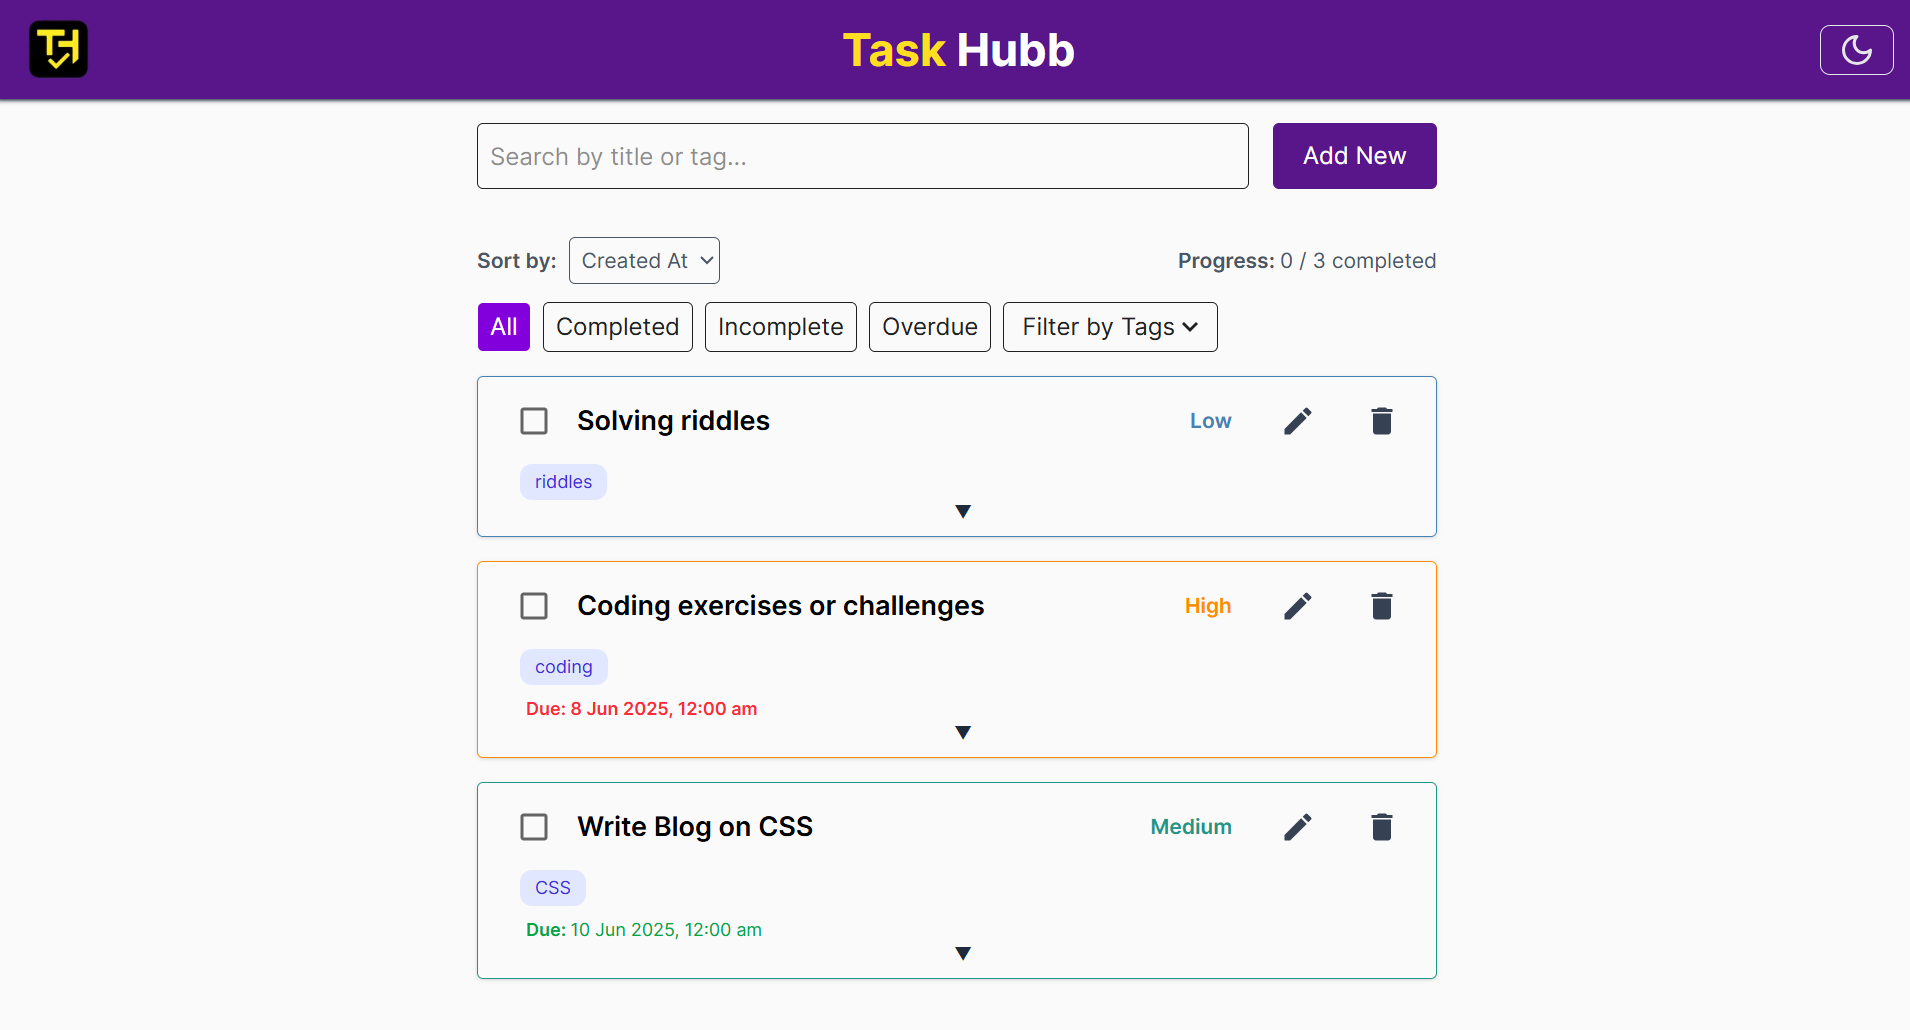 TH
Task Hubb
Search by title or tag...
Add New
Sort by: Created At
Progress: 0 / 3 completed
All
Completed
Incomplete
Overdue
Filter by Tags
Solving riddles
Low
riddles
Coding exercises or challenges
High
coding
Due: 8 Jun 2025, 12:00 am
Write Blog on CSS
Medium
CSS
Due: 10 Jun 2025, 12:00 am